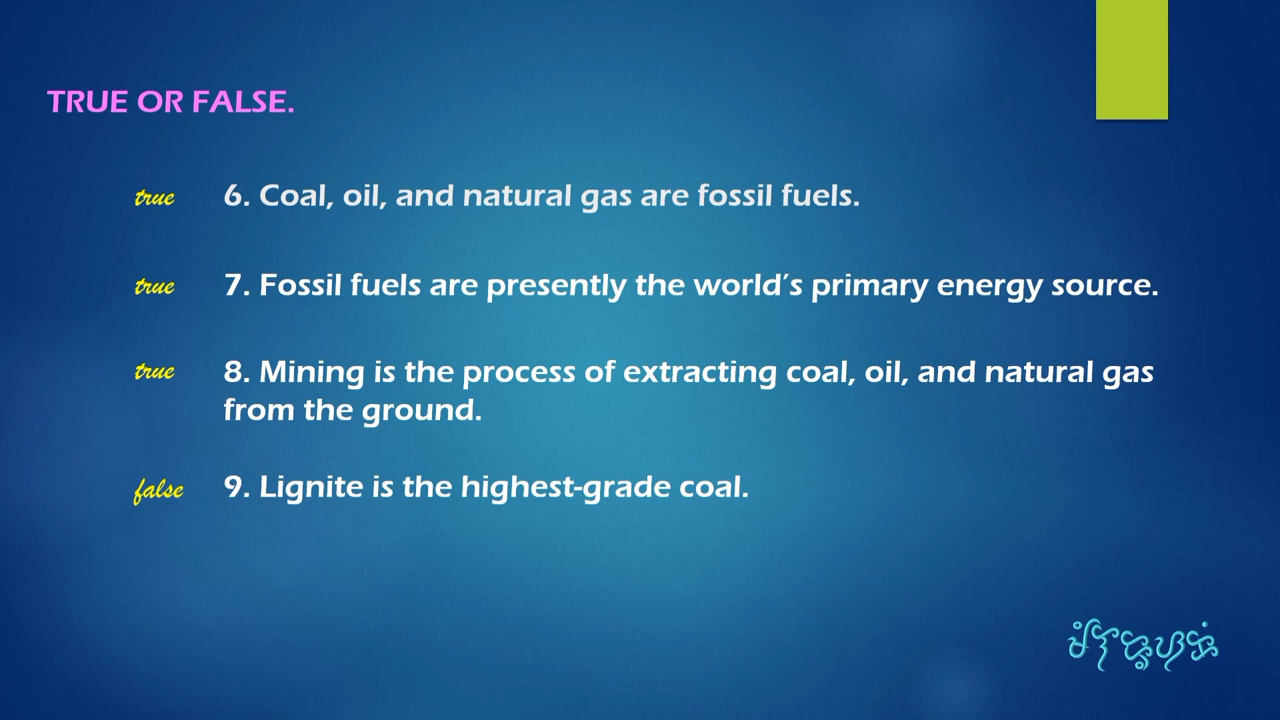 TRUE OR FALSE.
true 6. Coal, oil, and natural gas are fossil fuels.
true 7. Fossil fuels are presently the world's primary energy source.
true 8. Mining is the process of extracting coal, oil, and natural gas
from the ground.
false 9. Lignite is the highest-grade coal.